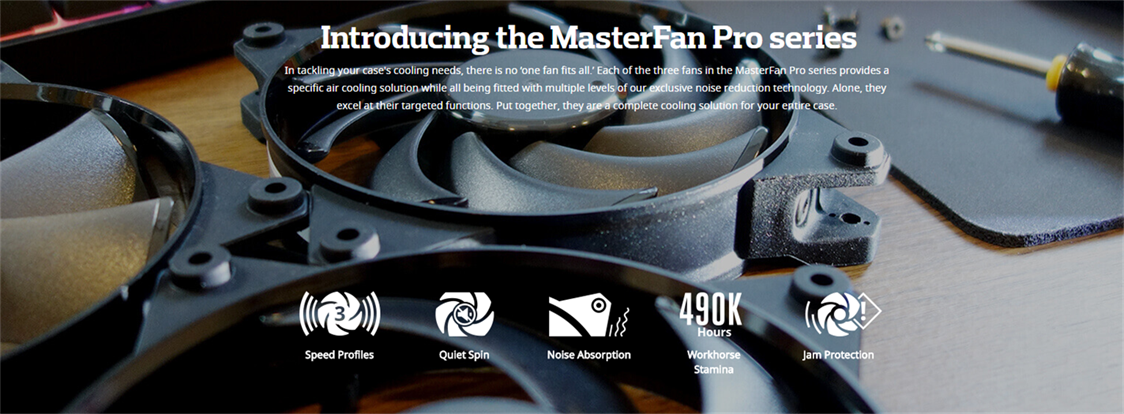 Introducing the MasterFan Pro series
In tackling your case's cooling needs, there is no 'one fan fits all.' Each of the three fans in the MasterFan Pro series provides a
specific air cooling solution while all being fitted with multiple levels of our exclusive noise reduction technology. Alone, they
excel at their targeted functions. Put together, they are a complete cooling solution for your entire case.
3
490K
Hours
!
Speed Profiles
Quiet Spin
Noise Absorption
Workhorse
Stamina
Jam Protection